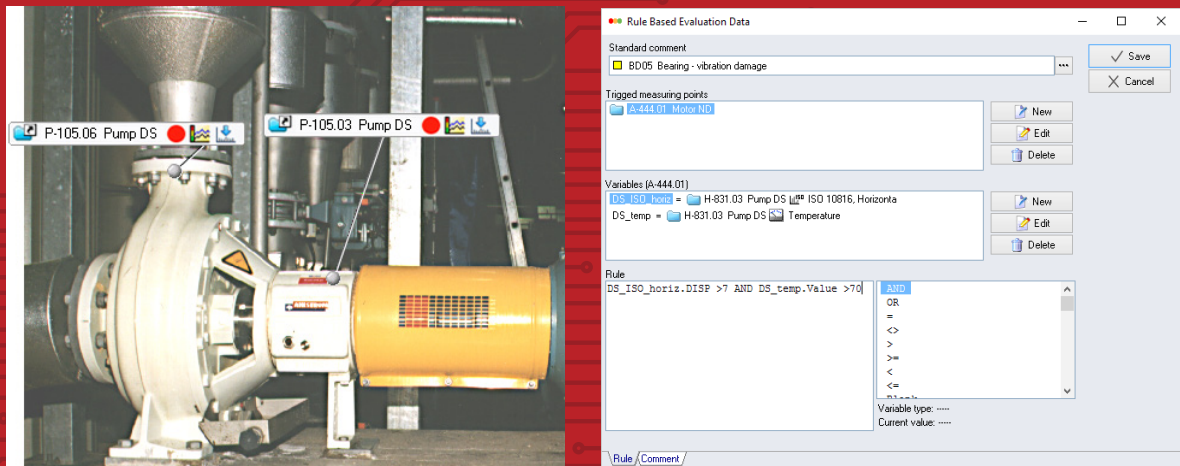 P-105.06 Pump DS
P-105.03 Pump DS
Rule Based Evaluation Data
Standard comment
BD05 Bearing - vibration damage
...
Save
Cancel
Trigged measuring points
A-444.01 Motor ND
New
Edit
Delete
Variables (A-444.01)
DS_ISO_horiz = H-831.03 Pump DS ISO 10816, Horizonta
DS_temp = H-831.03 Pump DS Temperature
New
Edit
Delete
Rule
DS_ISO_horiz.DISP >7 AND DS_temp.Value >70
AND
OR
=
<>
>
>=
<
<=
Variable type: -----
Current value: -----
Rule
Comment